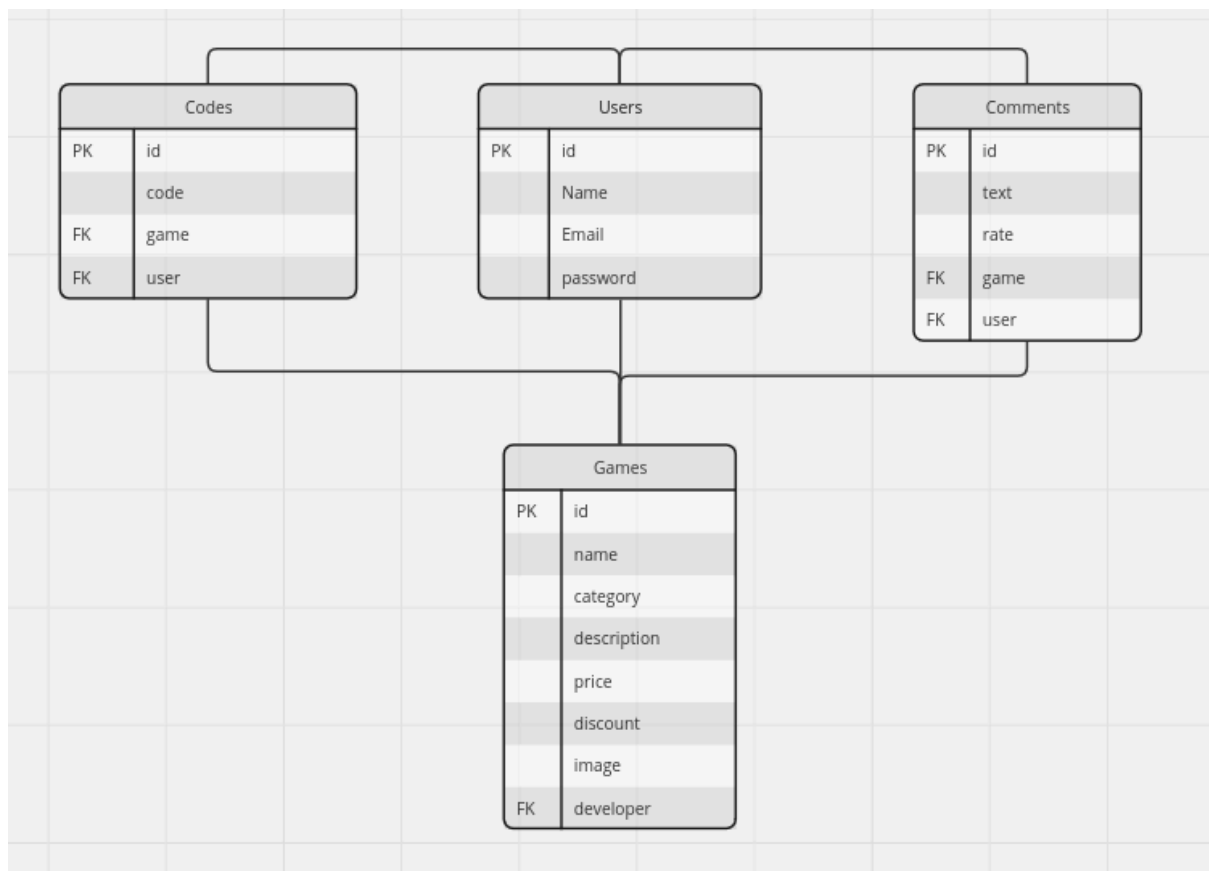 Codes
PK id
code
FK game
FK user
Users
PK id
Name
Email
password
Comments
PK id
text
rate
FK game
FK user
Games
PK id
name
category
description
price
discount
image
FK developer